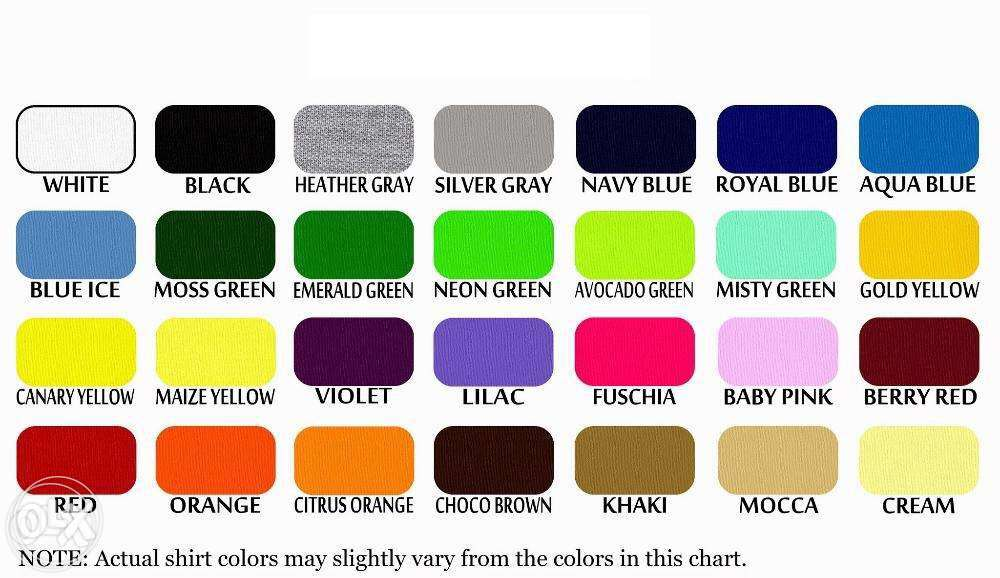 WHITE BLACK HEATHER GRAY SILVER GRAY NAVY BLUE ROYAL BLUE AQUA BLUE
BLUE ICE MOSS GREEN EMERALD GREEN NEON GREEN AVOCADO GREEN MISTY GREEN GOLD YELLOW
CANARY YELLOW MAIZE YELLOW VIOLET LILAC FUSCHIA BABY PINK BERRY RED
RED ORANGE CITRUS ORANGE CHOCO BROWN KHAKI MOCCA CREAM
OLX
NOTE: Actual shirt colors may slightly vary from the colors in this chart.